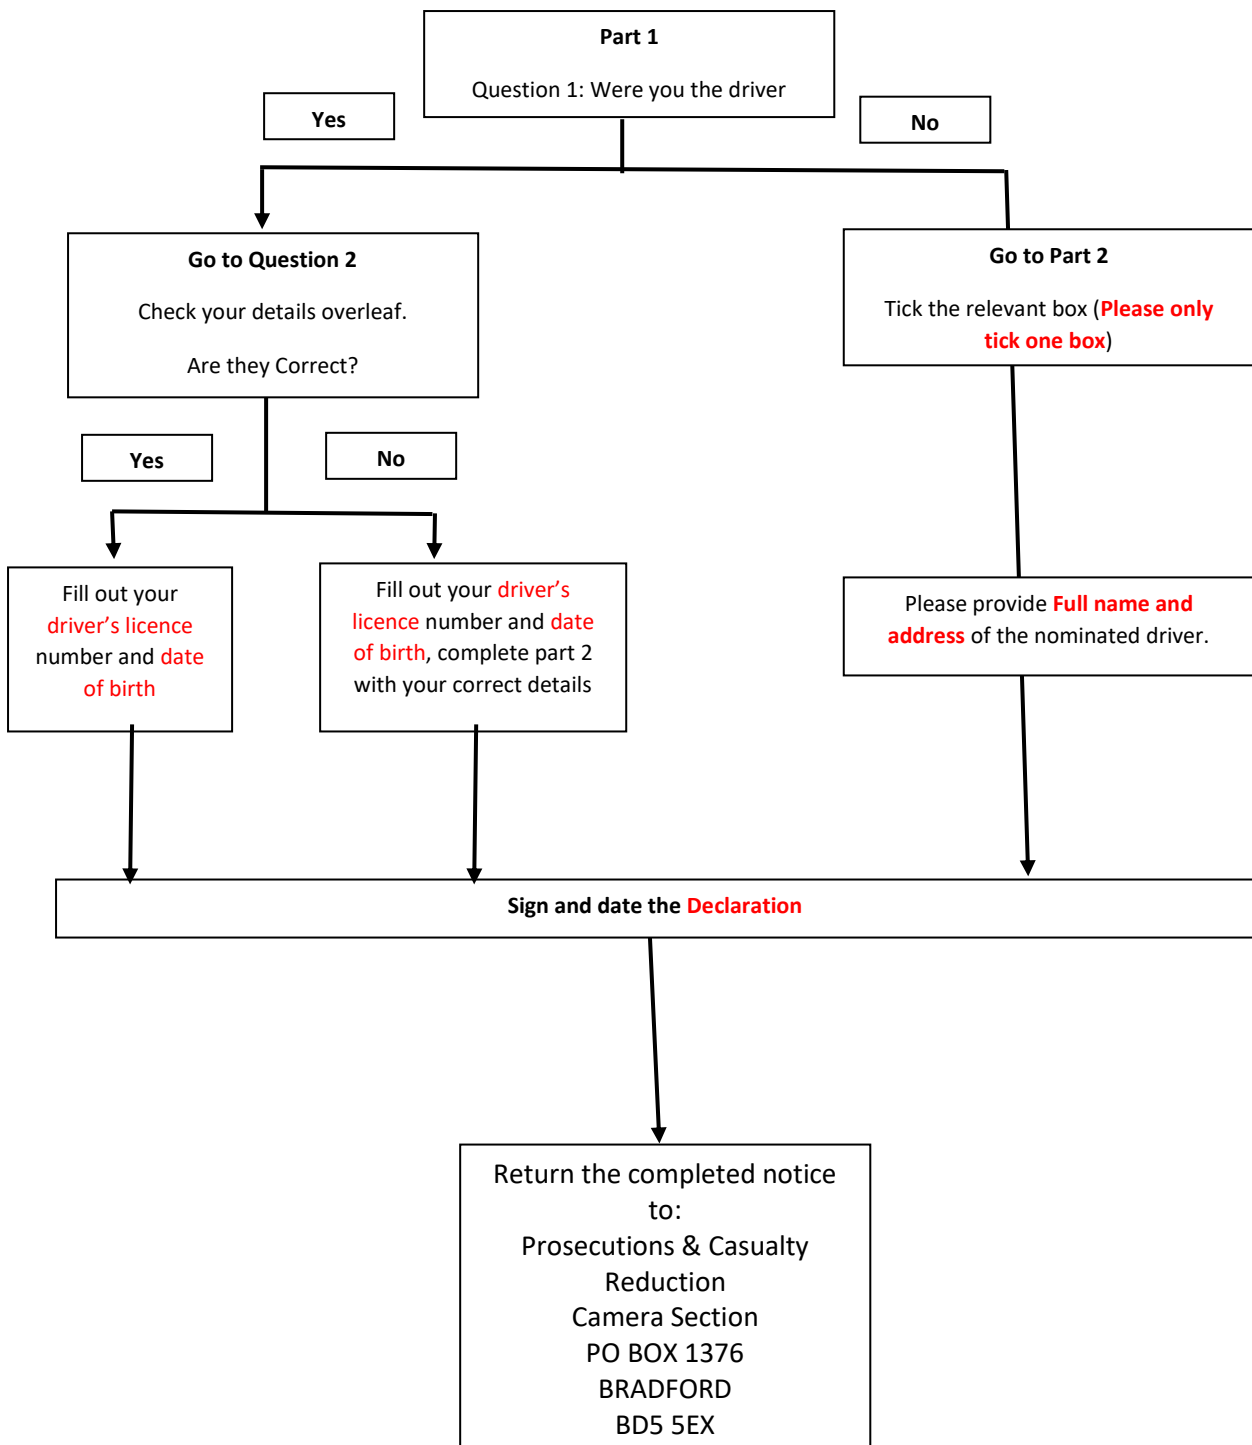 Part 1
Question 1: Were you the driver
Yes
No
Go to Question 2
Check your details overleaf.
Are they Correct?
Go to Part 2
Tick the relevant box (Please only
tick one box)
Yes
No
Fill out your
driver’s licence
number and date
of birth
Fill out your driver’s
licence number and date
of birth, complete part 2
with your correct details
Please provide Full name and
address of the nominated driver.
Sign and date the Declaration
Return the completed notice
to:
Prosecutions & Casualty
Reduction
Camera Section
PO BOX 1376
BRADFORD
BD5 5EX